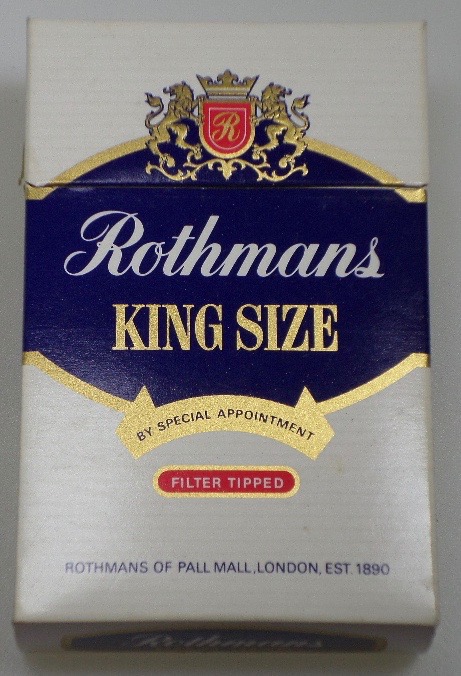 R
Rothmans
KING SIZE
BY SPECIAL APPOINTMENT
FILTER TIPPED
ROTHMANS OF PALL MALL, LONDON, EST. 1890
Rothmans